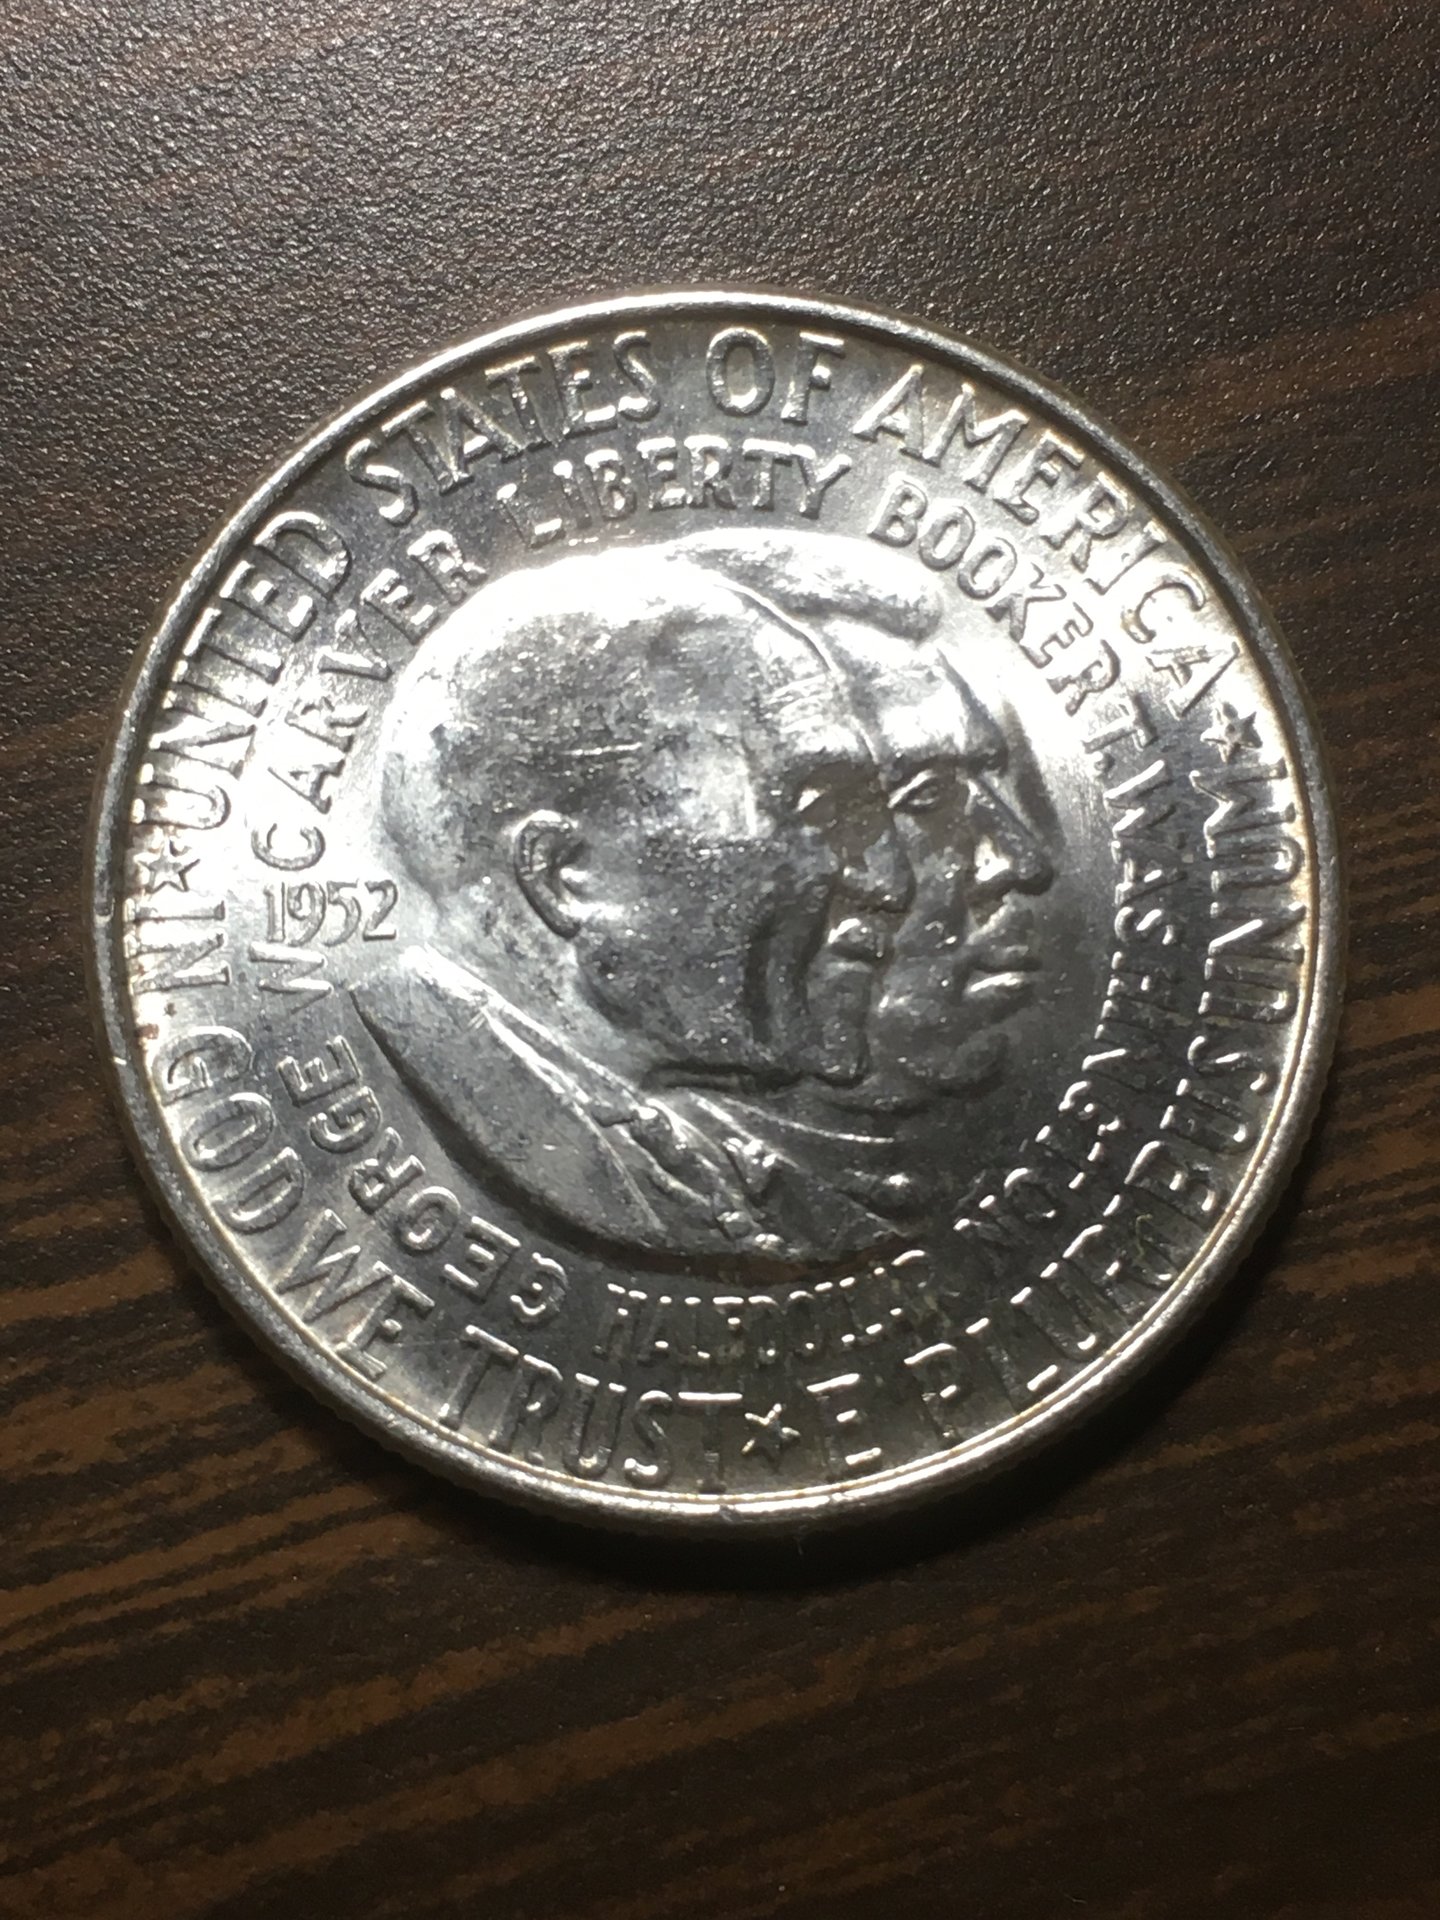 UNITED STATES OF AMERICA
E PLURIBUS UNUM
IN GOD WE TRUST
GEORGE W CARVER
LIBERTY
BOOKER T. WASHINGTON
1952
HALF DOLLAR